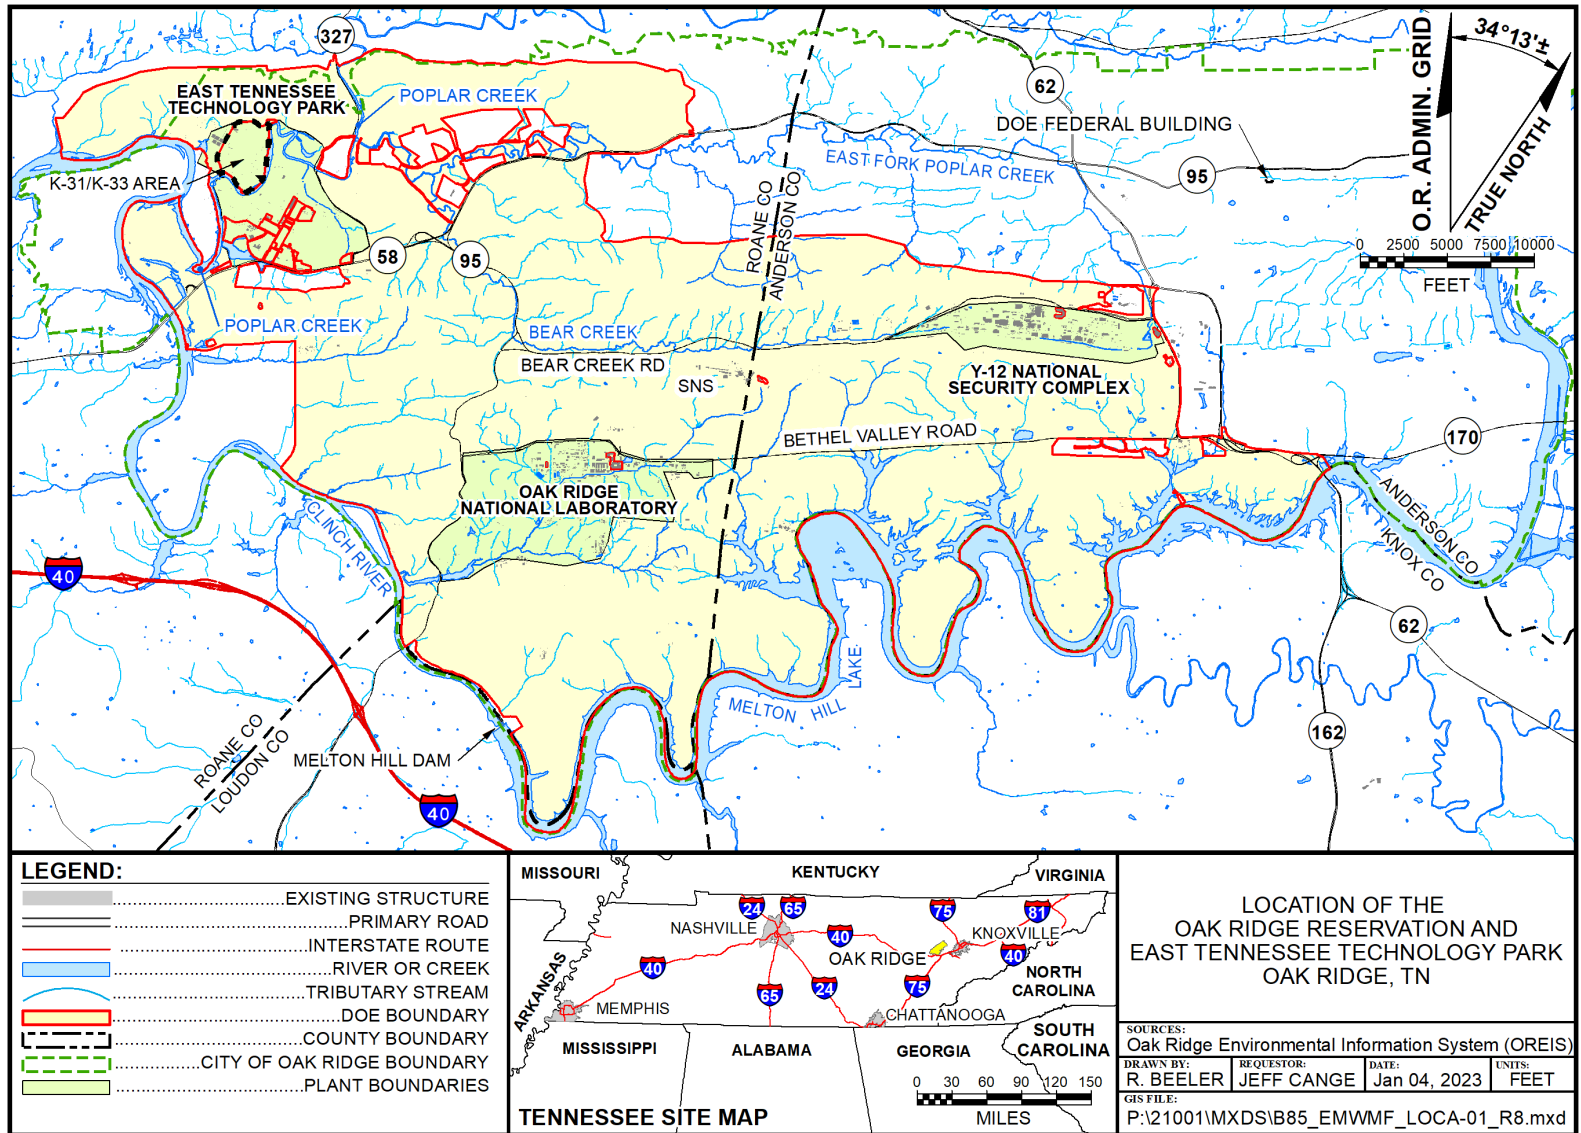 327
EAST TENNESSEE
TECHNOLOGY PARK
POPLAR CREEK
K-31/K-33 AREA
62
DOE FEDERAL BUILDING
O.R. ADMIN. GRID
34°13'±
TRUE NORTH
EAST FORK POPLAR CREEK
95
0 2500 5000 7500 10000
FEET
ROANE CO
ANDERSON CO
58
95
POPLAR CREEK
BEAR CREEK
BEAR CREEK RD
SNS
Y-12 NATIONAL
SECURITY COMPLEX
BETHEL VALLEY ROAD
170
OAK RIDGE
NATIONAL LABORATORY
CLINCH RIVER
ANDERSON CO
KNOX CO
40
62
LAKE
MELTON HILL
162
ROANE CO
LOUDON CO
MELTON HILL DAM
40
LEGEND:
EXISTING STRUCTURE
PRIMARY ROAD
INTERSTATE ROUTE
RIVER OR CREEK
TRIBUTARY STREAM
DOE BOUNDARY
COUNTY BOUNDARY
CITY OF OAK RIDGE BOUNDARY
PLANT BOUNDARIES
MISSOURI
KENTUCKY
VIRGINIA
24
65
75
81
NASHVILLE
40
KNOXVILLE
OAK RIDGE
40
40
ARKANSAS
65
24
75
NORTH
CAROLINA
MEMPHIS
CHATTANOOGA
SOUTH
CAROLINA
MISSISSIPPI
ALABAMA
GEORGIA
0 30 60 90 120 150
MILES
TENNESSEE SITE MAP
LOCATION OF THE
OAK RIDGE RESERVATION AND
EAST TENNESSEE TECHNOLOGY PARK
OAK RIDGE, TN
SOURCES:
Oak Ridge Environmental Information System (OREIS)
DRAWN BY:
R. BEELER
REQUESTOR:
JEFF CANGE
DATE:
Jan 04, 2023
UNITS:
FEET
GIS FILE:
P:\21001\MXDS\B85_EMWMF_LOCA-01_R8.mxd